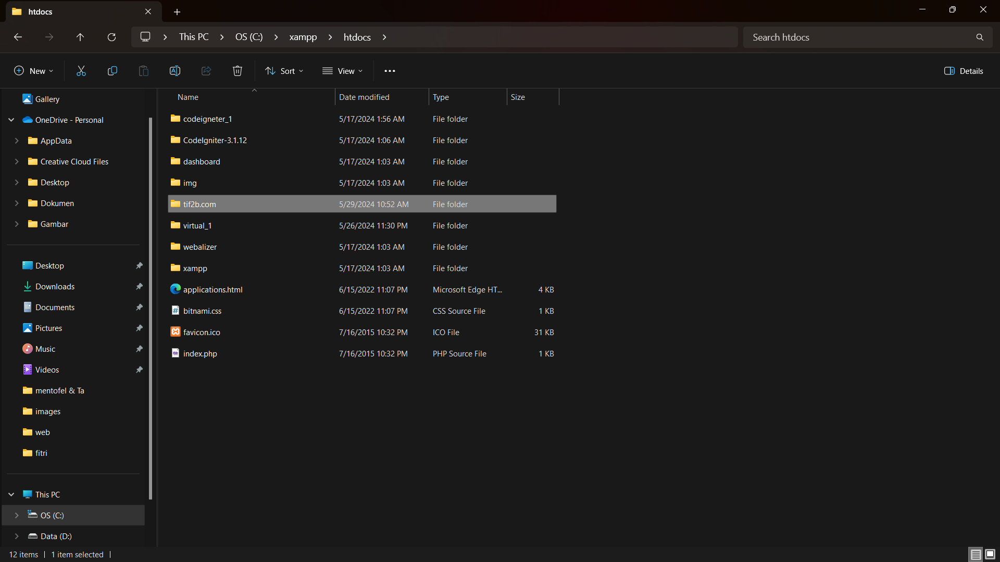 htdocs
This PC > OS (C:) > xampp > htdocs >
Search htdocs
New
Sort
View
Details
Gallery
OneDrive - Personal
AppData
Creative Cloud Files
Desktop
Dokumen
Gambar
Desktop
Downloads
Documents
Pictures
Music
Videos
mentofel & Ta
images
web
fitri
This PC
OS (C:)
Data (D:)
Name Date modified Type Size
codeigneter_1 5/17/2024 1:56 AM File folder
CodeIgniter-3.1.12 5/17/2024 1:06 AM File folder
dashboard 5/17/2024 1:03 AM File folder
img 5/17/2024 1:03 AM File folder
tif2b.com 5/29/2024 10:52 AM File folder
virtual_1 5/26/2024 11:30 PM File folder
webalizer 5/17/2024 1:03 AM File folder
xampp 5/17/2024 1:03 AM File folder
applications.html 6/15/2022 11:07 PM Microsoft Edge HT... 4 KB
bitnami.css 6/15/2022 11:07 PM CSS Source File 1 KB
favicon.ico 7/16/2015 10:32 PM ICO File 31 KB
index.php 7/16/2015 10:32 PM PHP Source File 1 KB
12 items | 1 item selected |